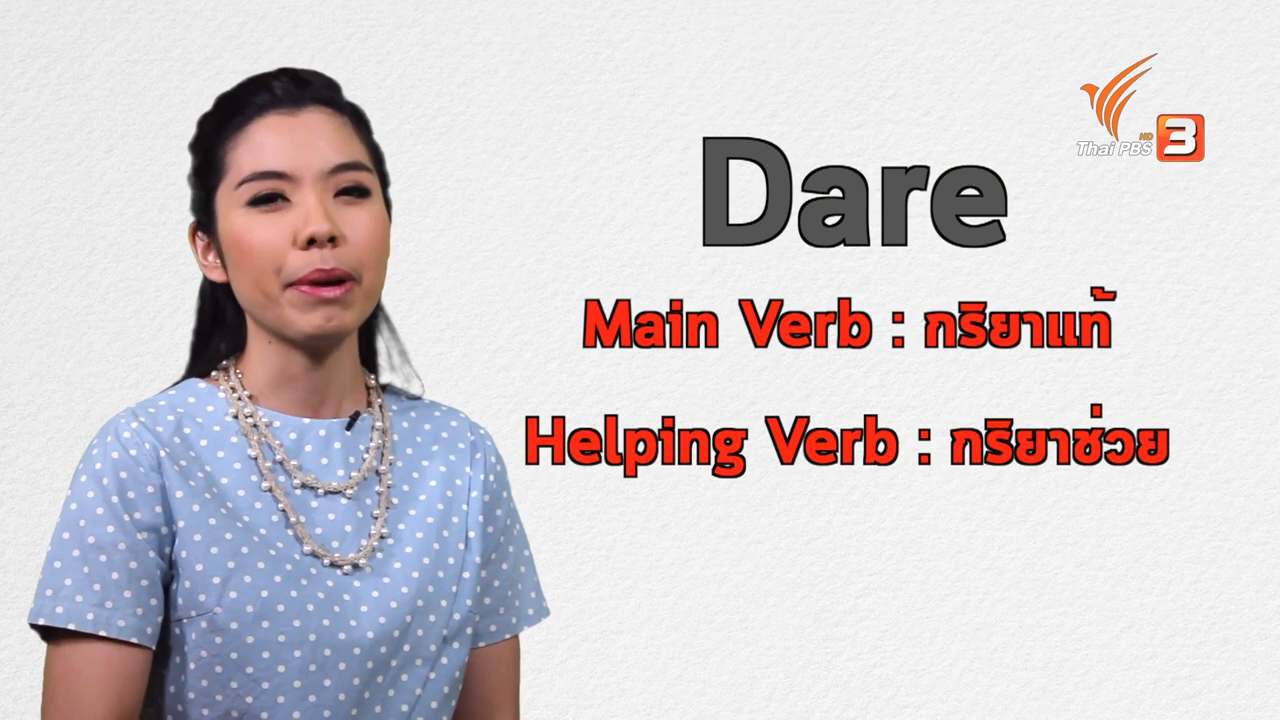 HD
Thai PBS 3
Dare
Main Verb : กริยาแท้
Helping Verb : กริยาช่วย